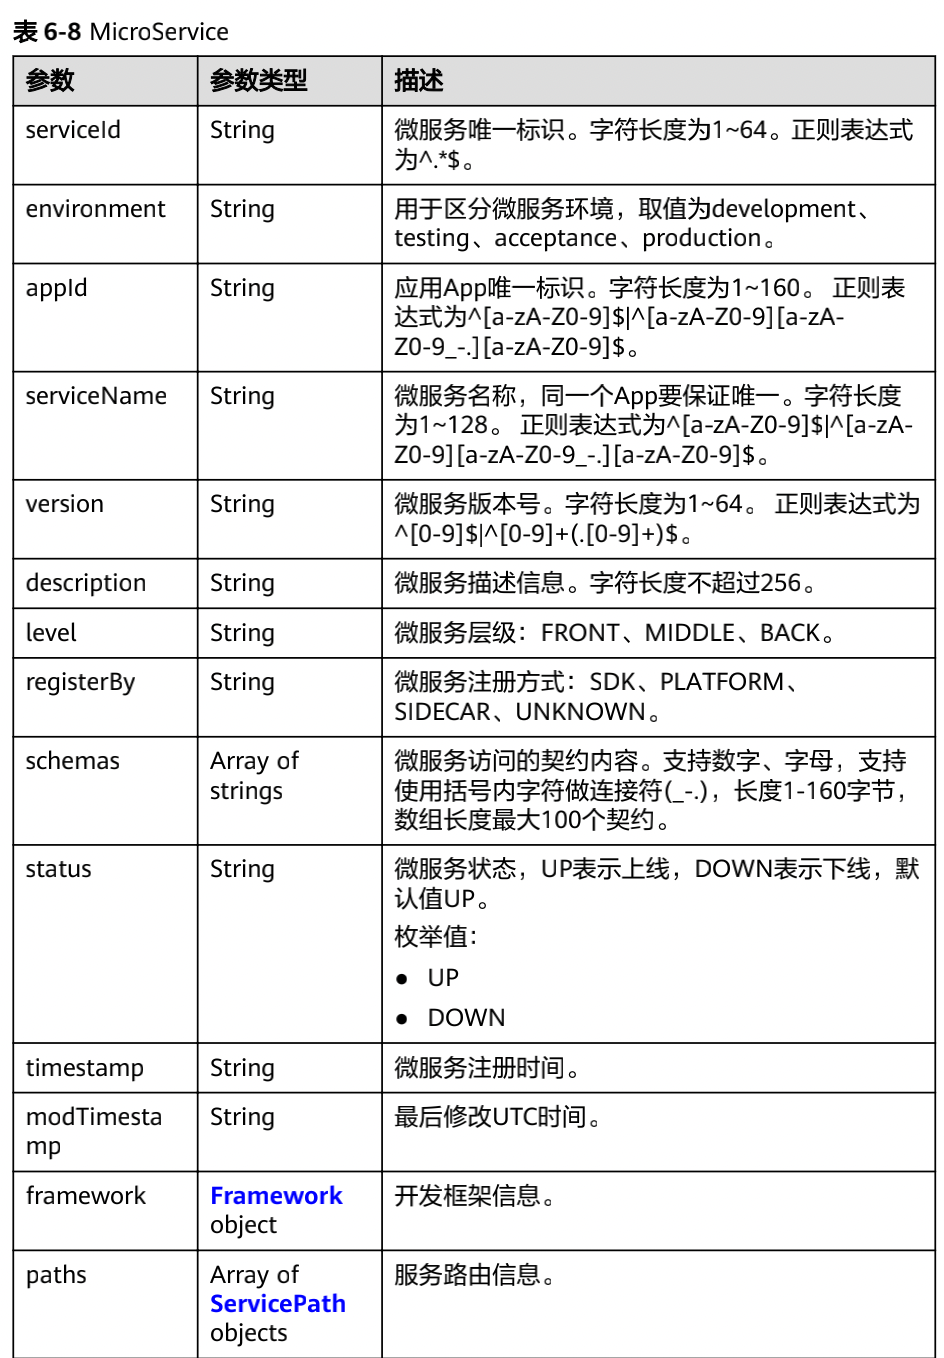 表 6-8 MicroService
参数 参数类型 描述
serviceId String 微服务唯一标识。字符长度为1~64。正则表达式
为^.*$。
environment String 用于区分微服务环境，取值为development、
testing、acceptance、production。
appId String 应用App唯一标识。字符长度为1~160。 正则表
达式为^[a-zA-Z0-9]$|^[a-zA-Z0-9][a-zA-
Z0-9_-.][a-zA-Z0-9]$。
serviceName String 微服务名称，同一个App要保证唯一。字符长度
为1~128。 正则表达式为^[a-zA-Z0-9]$|^[a-zA-
Z0-9][a-zA-Z0-9_-.][a-zA-Z0-9]$。
version String 微服务版本号。字符长度为1~64。 正则表达式为
^[0-9]$|^[0-9]+(.[0-9]+)$。
description String 微服务描述信息。字符长度不超过256。
level String 微服务层级：FRONT、MIDDLE、BACK。
registerBy String 微服务注册方式：SDK、PLATFORM、
SIDECAR、UNKNOWN。
schemas Array of 微服务访问的契约内容。支持数字、字母，支持
strings 使用括号内字符做连接符(_-.)，长度1-160字节，
数组长度最大100个契约。
status String 微服务状态，UP表示上线，DOWN表示下线，默
认值UP。
枚举值：
● UP
● DOWN
timestamp String 微服务注册时间。
modTimesta String 最后修改UTC时间。
mp
framework Framework 开发框架信息。
object
paths Array of 服务路由信息。
ServicePath
objects